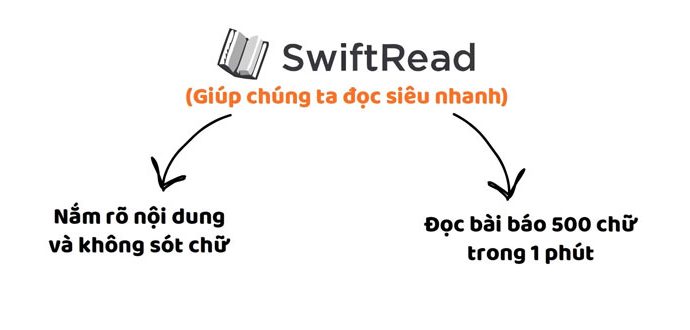 SwiftRead
(Giúp chúng ta đọc siêu nhanh)
Nắm rõ nội dung
và không sót chữ
Đọc bài báo 500 chữ
trong 1 phút